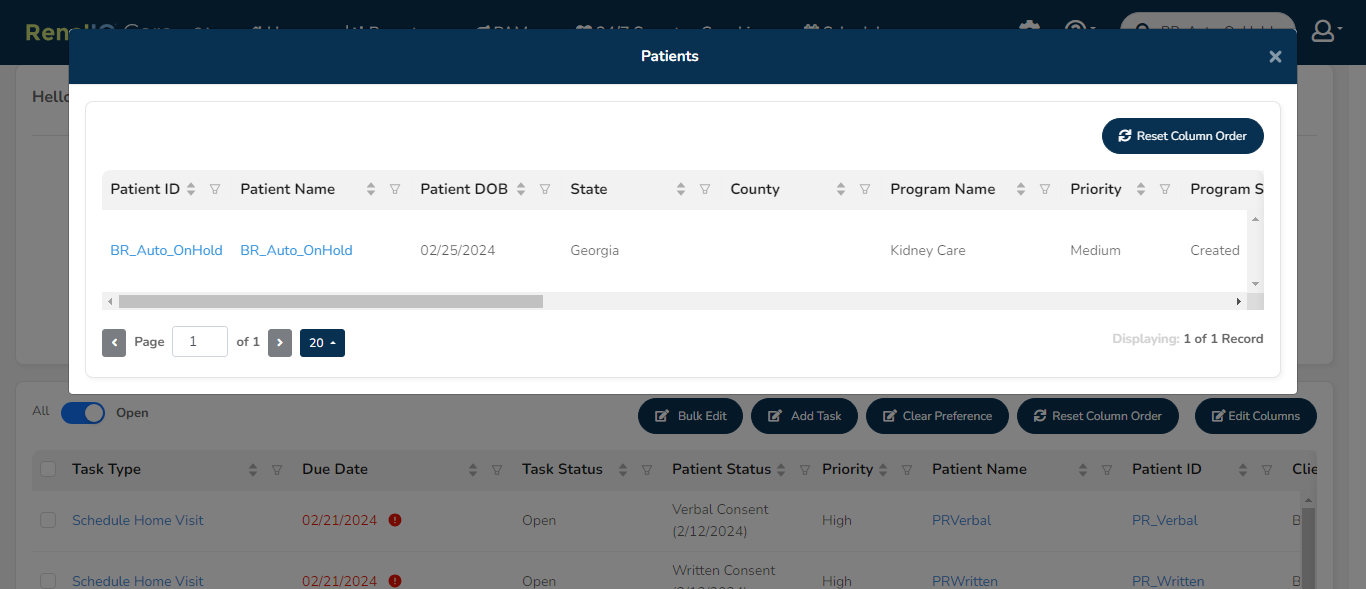 Patients
×
Hello
Reset Column Order
Patient ID Patient Name Patient DOB State County Program Name Priority Program S
BR_Auto_OnHold BR_Auto_OnHold 02/25/2024 Georgia Kidney Care Medium Created
Page 1 of 1 20
Displaying: 1 of 1 Record
All Open Bulk Edit Add Task Clear Preference Reset Column Order Edit Columns
Task Type Due Date Task Status Patient Status Priority Patient Name Patient ID Clie
Schedule Home Visit 02/21/2024 Open Verbal Consent (2/12/2024) High PRVerbal PR_Verbal B
Schedule Home Visit 02/21/2024 Open Written Consent High PRWritten PR_Written B